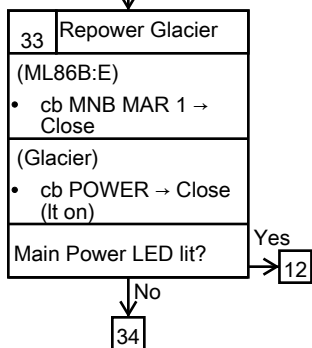 33 Repower Glacier
(ML86B:E)
• cb MNB MAR 1 →
Close
(Glacier)
• cb POWER → Close
(lt on)
Main Power LED lit?
Yes
12
No
34